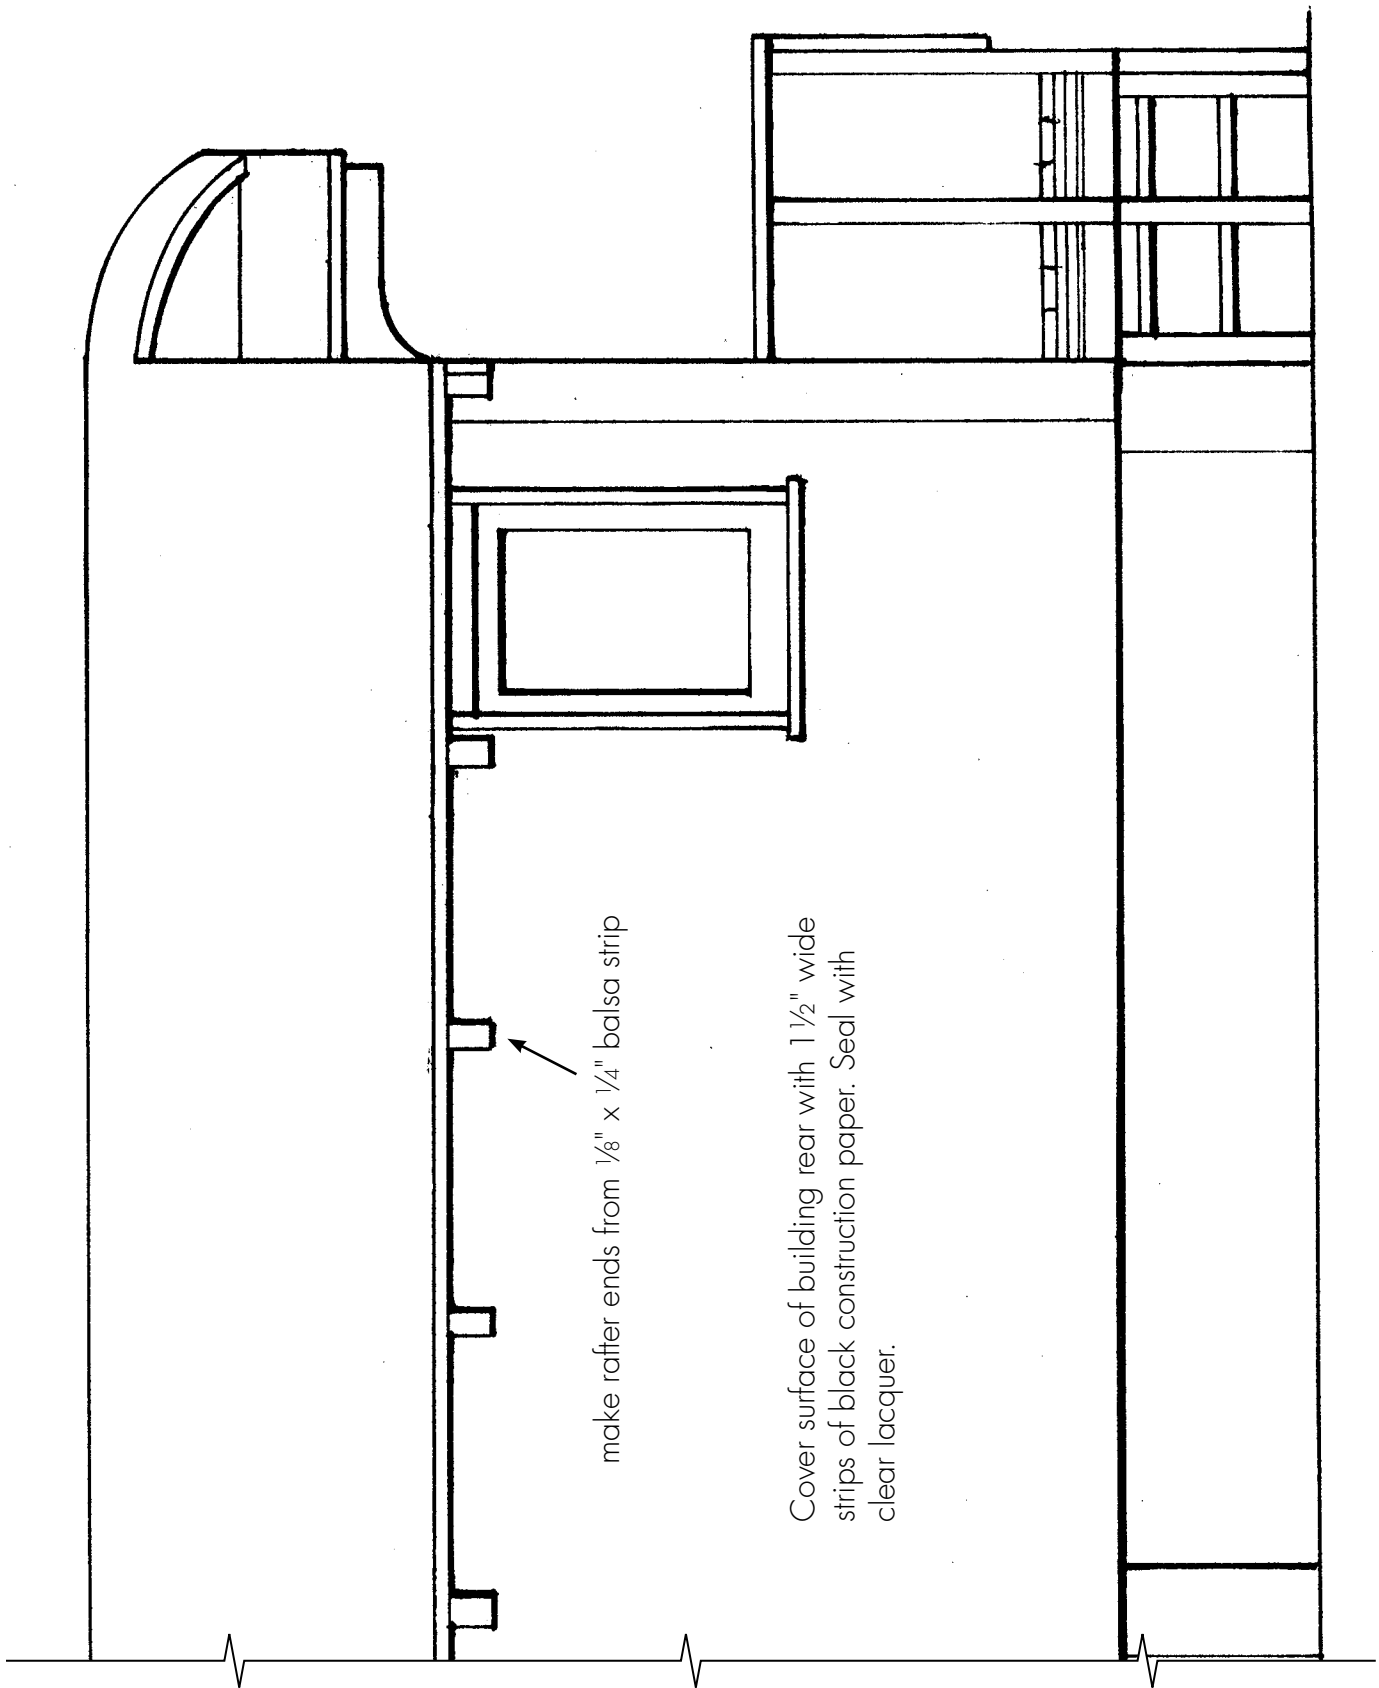 make rafter ends from ⅛" x ¼" balsa strip
Cover surface of building rear with 1½" wide
strips of black construction paper. Seal with
clear lacquer.